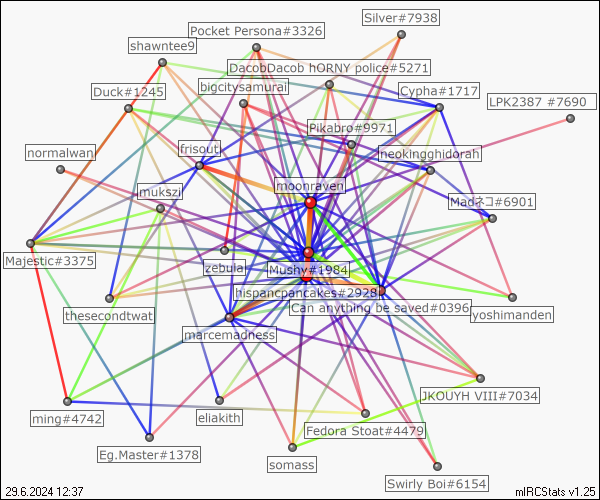 Silver#7938
Pocket Persona#3326
shawntee9
DacobDacob hORNY police#5271
bigcitysamurai
Duck#1245
Cypha#1717
LPK2387 #7690
Pikabro#9971
frisouti
neokingghidorah
normalwan
moonraven
mukszi
Madネコ#6901
Majestic#3375
zebula
Mushy#1984
hispancpancakes#2928
Can anything be saved#0396
thesecondtwat
yoshimanden
marcemadness
JKOUYH VIII#7034
ming#4742
eliakith
Fedora Stoat#4479
Eg.Master#1378
somass
Swirly Boi#6154
29.6.2024 12:37
mIRCStats v1.25